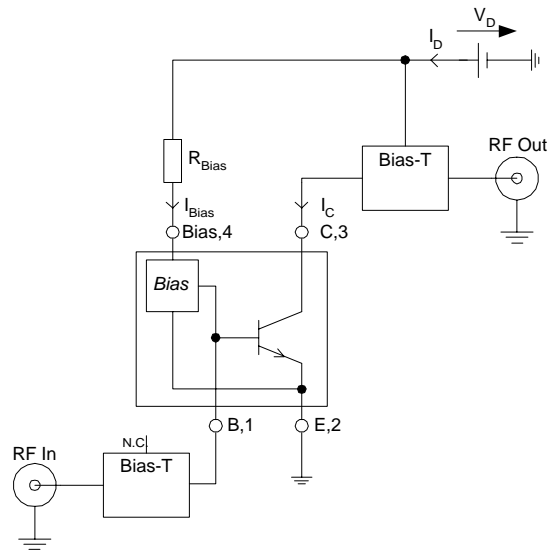 V_D
I_D
RF Out
Bias-T
R_Bias
I_Bias
I_C
Bias,4
C,3
Bias
B,1
E,2
N.C.
RF In
Bias-T